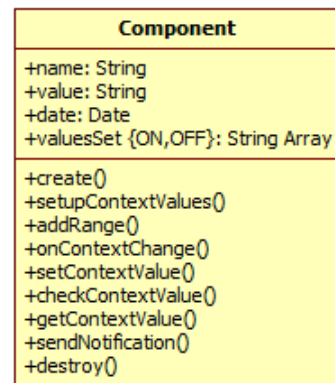 Component
+name: String
+value: String
+date: Date
+valuesSet {ON,OFF}: String Array
+create()
+setupContextValues()
+addRange()
+onContextChange()
+setContextValue()
+checkContextValue()
+getContextValue()
+sendNotification()
+destroy()